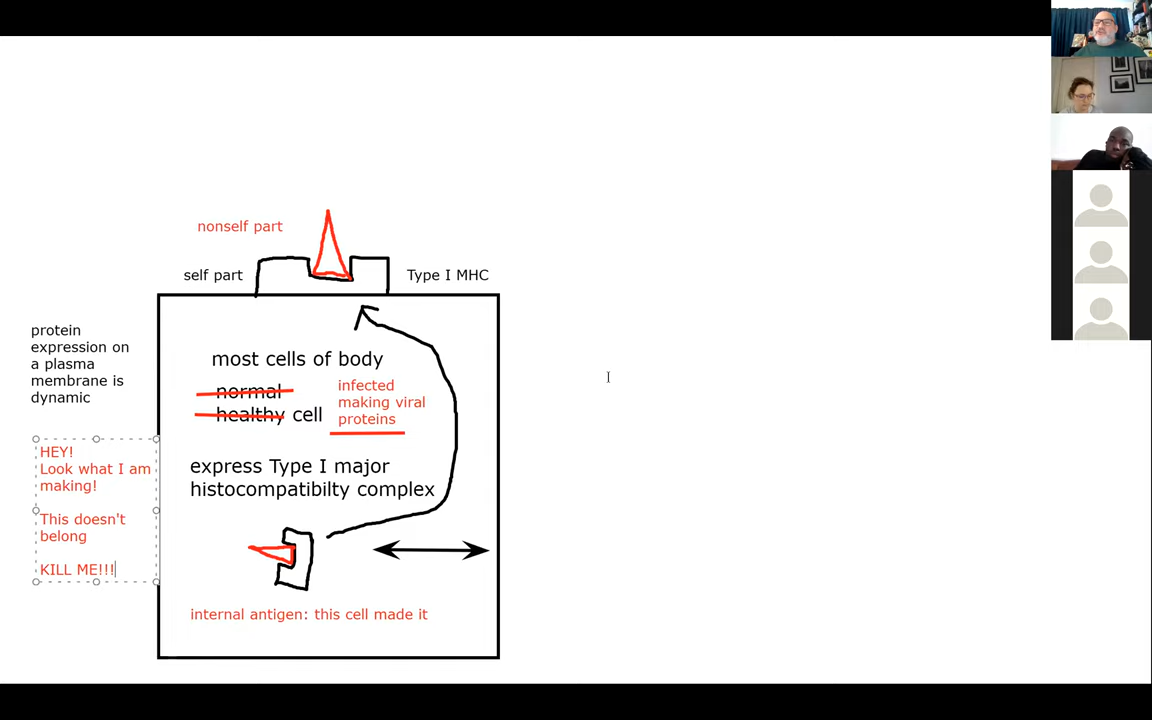 nonself part
self part
Type I MHC
protein
expression on
a plasma
membrane is
dynamic
most cells of body
normal
healthy cell
infected
making viral
proteins
express Type I major
histocompatibilty complex
HEY!
Look what I am
making!
This doesn't
belong
KILL ME!!!
internal antigen: this cell made it